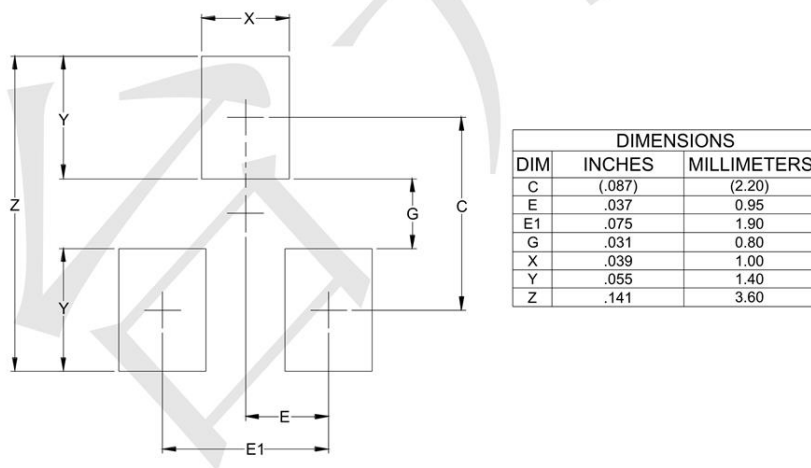 X
Y
Z
G
C
Y
E
E1
DIMENSIONS
DIM INCHES MILLIMETERS
C (.087) (2.20)
E .037 0.95
E1 .075 1.90
G .031 0.80
X .039 1.00
Y .055 1.40
Z .141 3.60